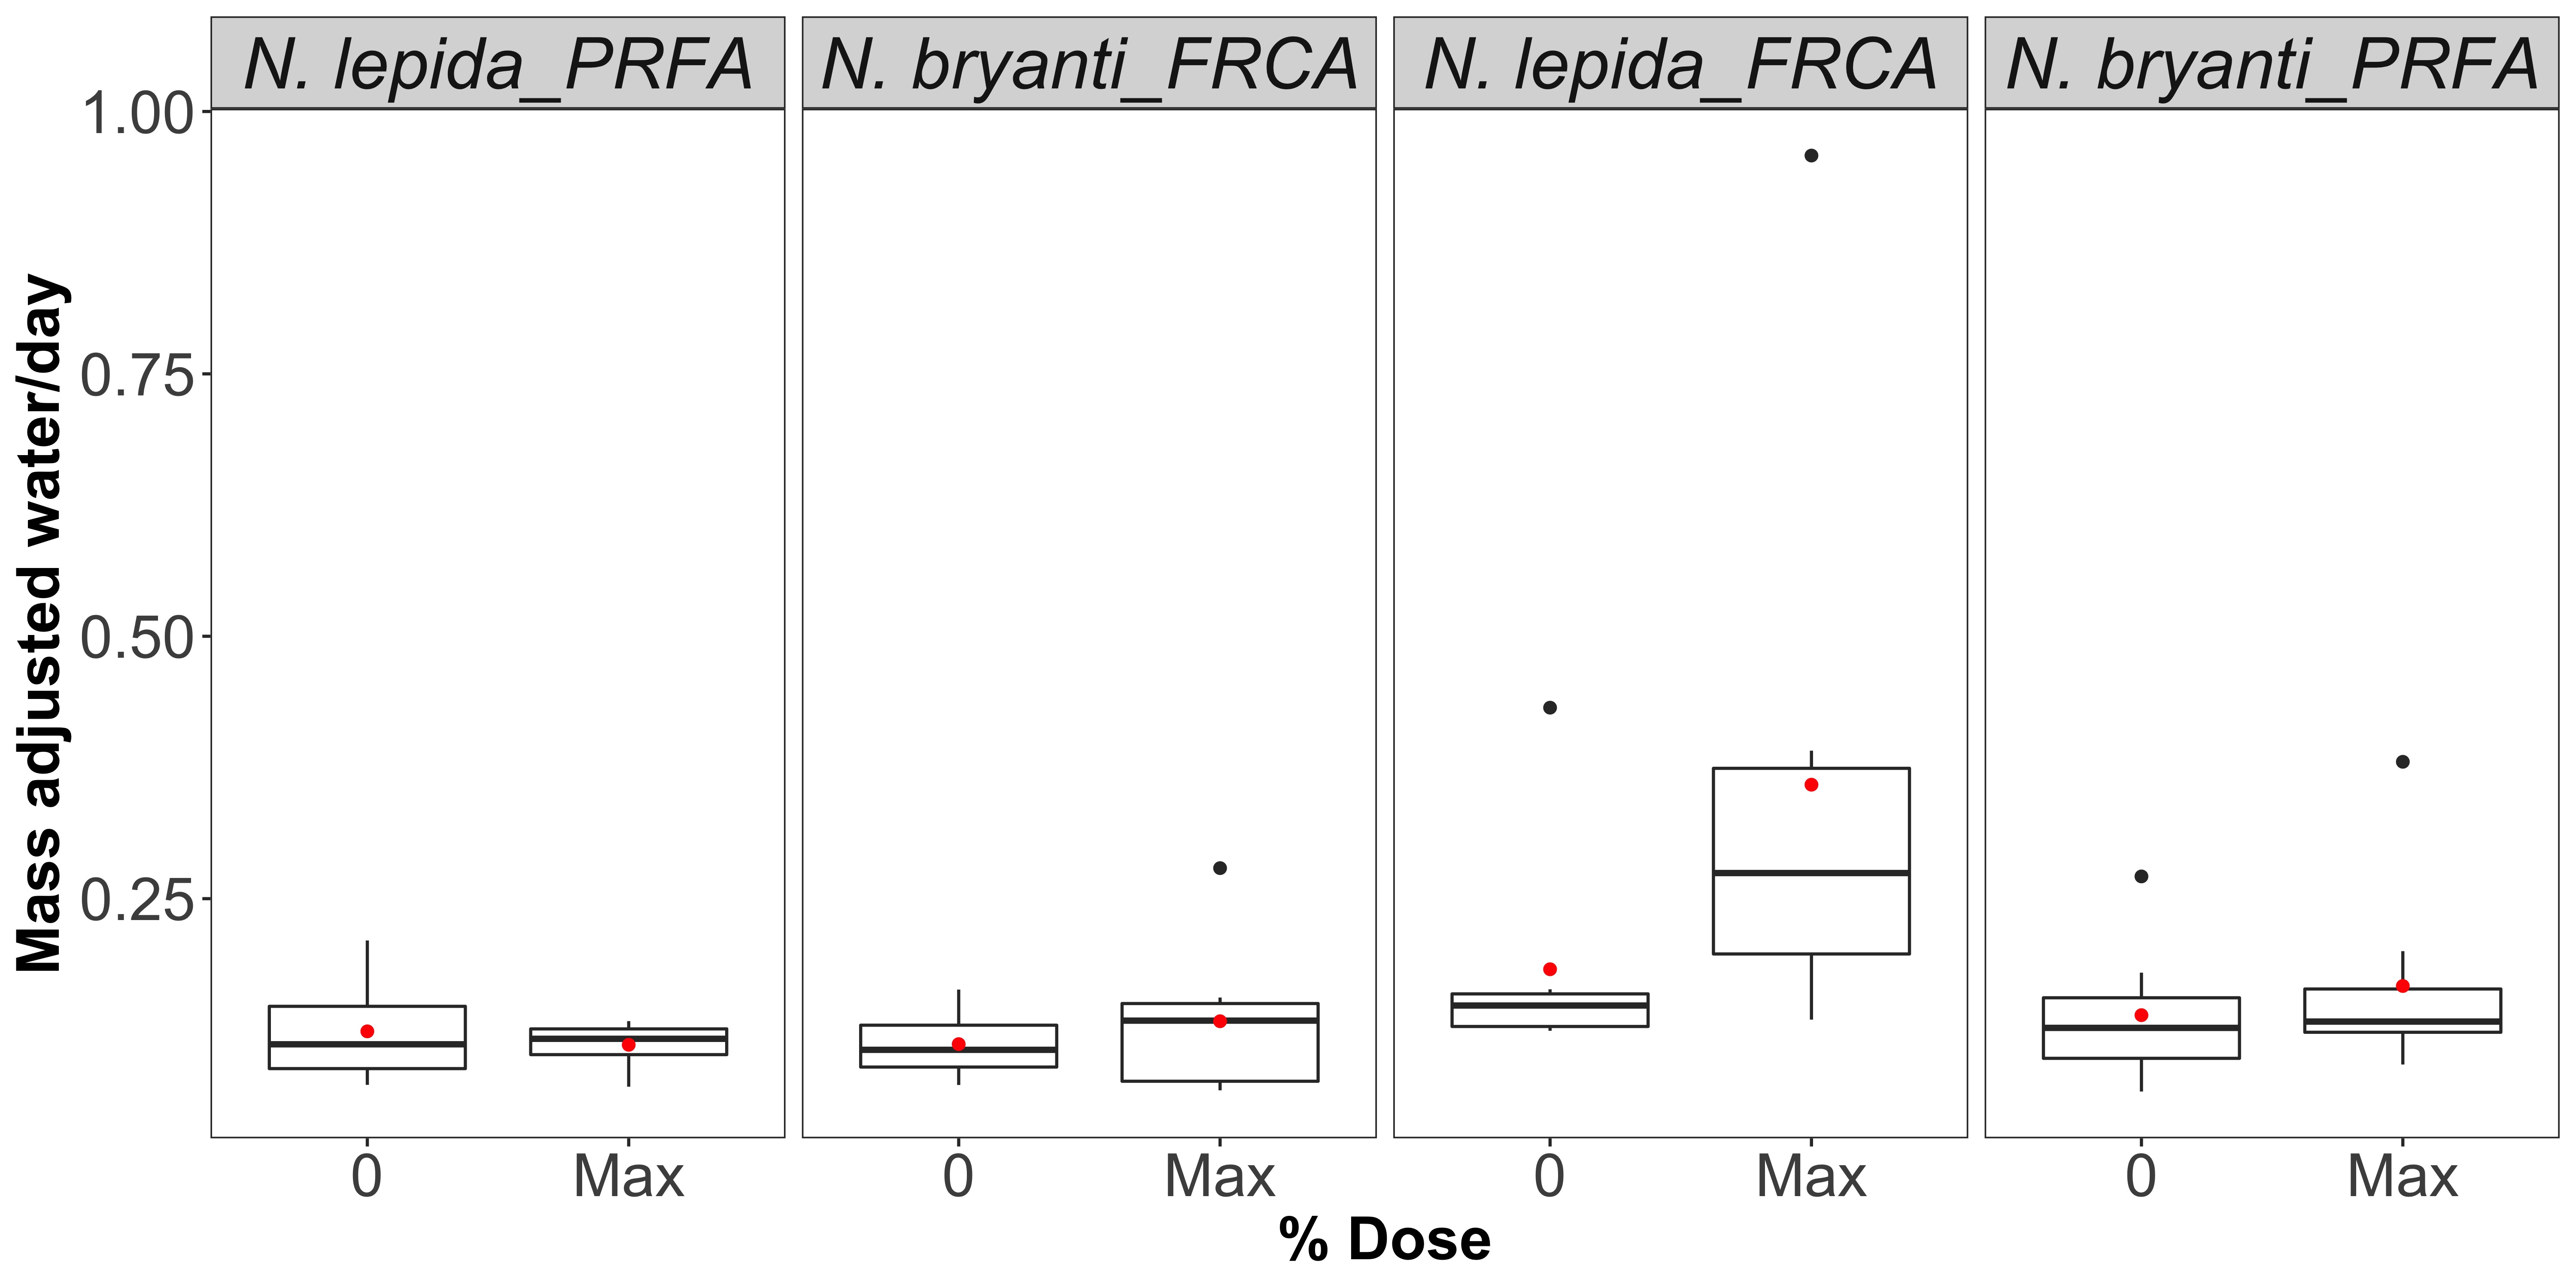 N. lepida_PRFA
N. bryanti_FRCA
N. lepida_FRCA
N. bryanti_PRFA
Mass adjusted water/day
1.00
0.75
0.50
0.25
0 Max 0 Max 0 Max 0 Max
% Dose